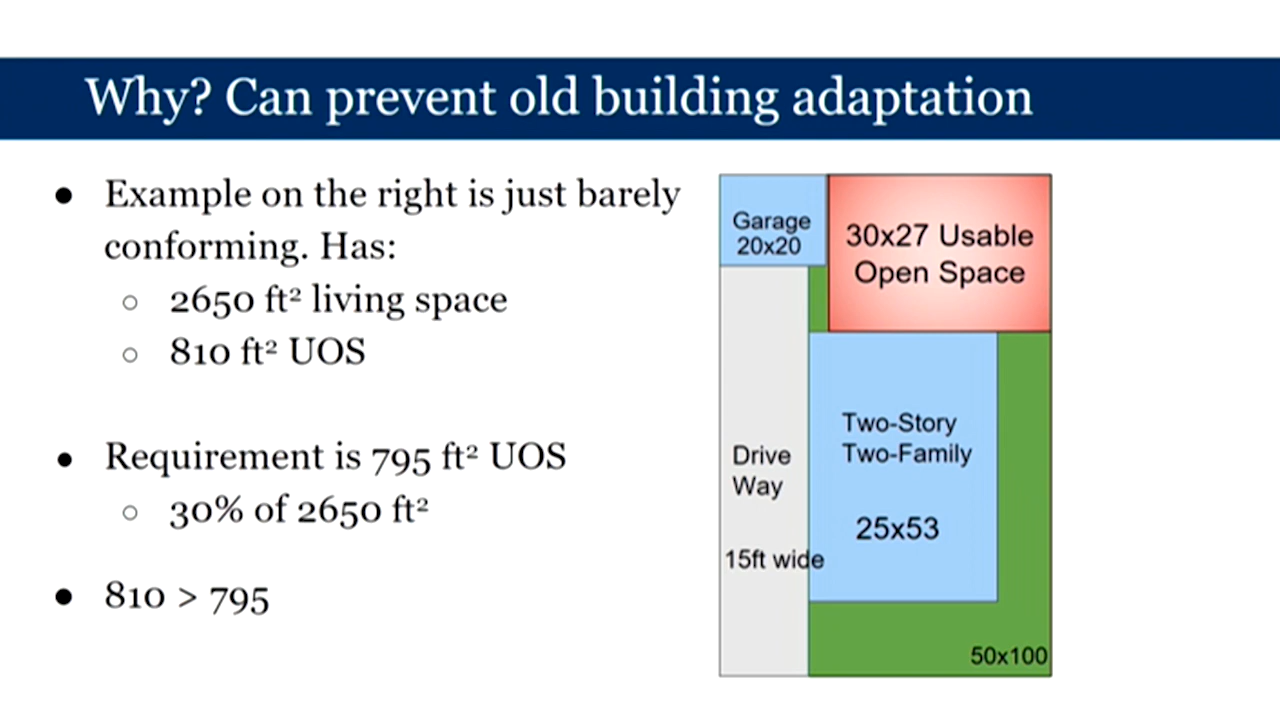 Why? Can prevent old building adaptation
● Example on the right is just barely
conforming. Has:
○ 2650 ft² living space
○ 810 ft² UOS
● Requirement is 795 ft² UOS
○ 30% of 2650 ft²
● 810 > 795
Garage
20x20
30x27 Usable
Open Space
Drive
Way
15ft wide
Two-Story
Two-Family
25x53
50x100